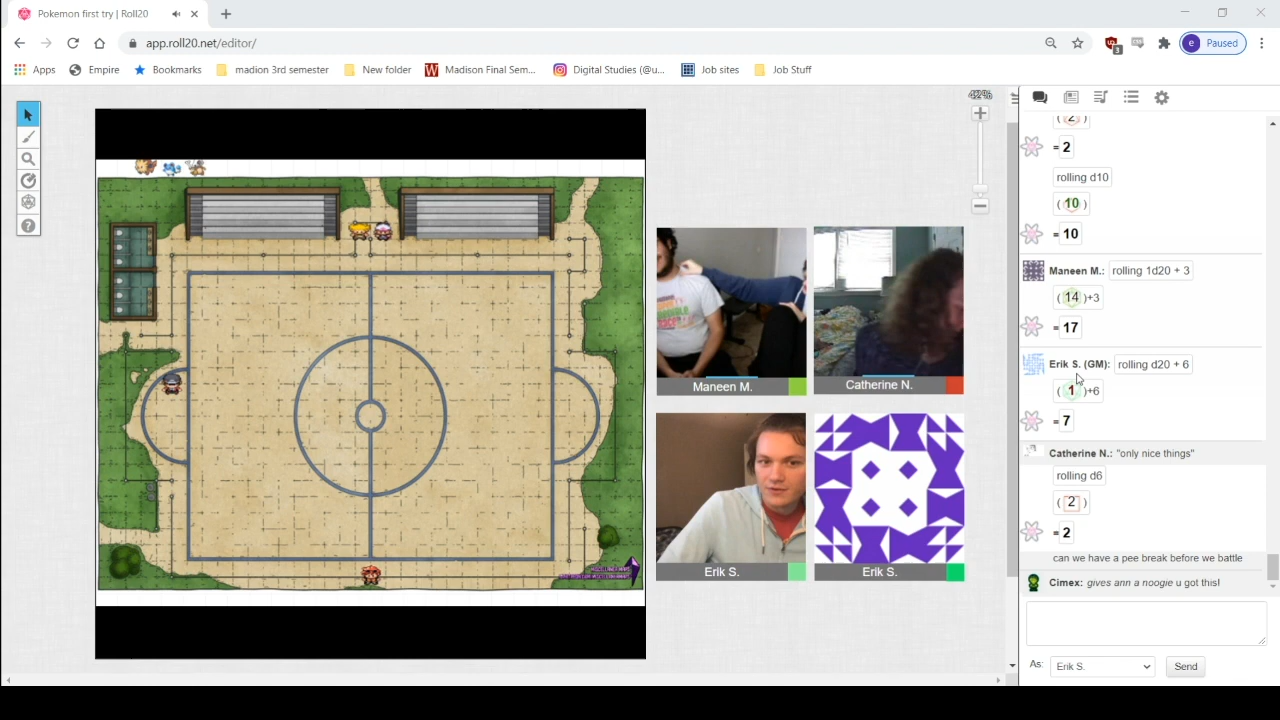 Pokemon first try | Roll20
app.roll20.net/editor/
3
e Paused
Apps Empire Bookmarks madion 3rd semester New folder Madison Final Sem... Digital Studies (@u... Job sites Job Stuff
42%
( 2 )
= 2
rolling d10
( 10 )
= 10
Maneen M.: rolling 1d20 + 3
( 14 )+3
= 17
Erik S. (GM): rolling d20 + 6
( 1 )+6
= 7
Catherine N.: "only nice things"
rolling d6
( 2 )
= 2
can we have a pee break before we battle
Cimex: gives ann a noogie u got this!
As: Erik S. Send
Maneen M.
Catherine N.
Erik S.
Erik S.